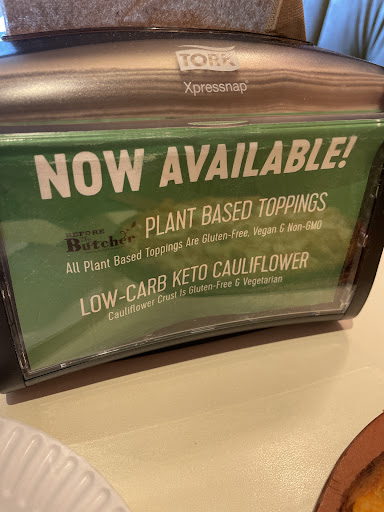 TORK
Xpressnap®
NOW AVAILABLE!
BEFORE
THE
Butcher
PLANT BASED TOPPINGS
All Plant Based Toppings Are Gluten-Free, Vegan & Non-GMO
LOW-CARB KETO CAULIFLOWER
Cauliflower Crust Is Gluten-Free & Vegetarian